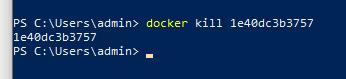 PS C:\Users\admin> docker kill 1e40dc3b3757
1e40dc3b3757
PS C:\Users\admin>